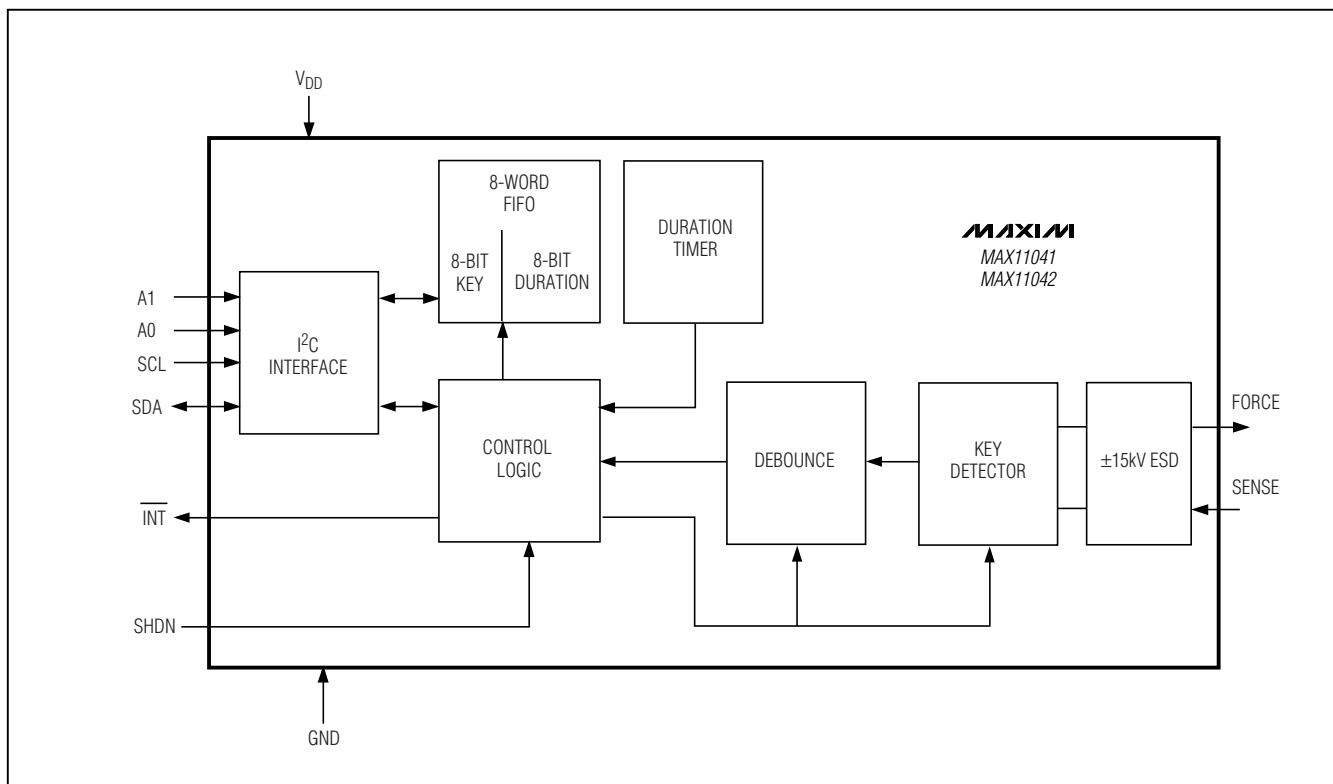 VDD
8-WORD
FIFO
8-BIT
KEY
8-BIT
DURATION
DURATION
TIMER
MAXIM
MAX11041
MAX11042
A1
A0
SCL
SDA
I²C
INTERFACE
CONTROL
LOGIC
DEBOUNCE
KEY
DETECTOR
±15kV ESD
FORCE
SENSE
INT
SHDN
GND